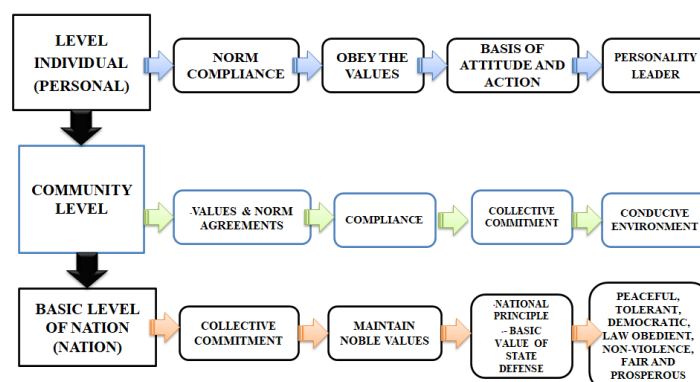 LEVEL
INDIVIDUAL
(PERSONAL)
NORM
COMPLIANCE
OBEY THE
VALUES
BASIS OF
ATTITUDE AND
ACTION
PERSONALITY
LEADER
COMMUNITY
LEVEL
-VALUES & NORM
AGREEMENTS
COMPLIANCE
COLLECTIVE
COMMITMENT
CONDUCIVE
ENVIRONMENT
BASIC LEVEL
OF NATION
(NATION)
COLLECTIVE
COMMITMENT
MAINTAIN
NOBLE VALUES
-NATIONAL
PRINCIPLE
-- BASIC
VALUE OF
STATE
DEFENSE
PEACEFUL,
TOLERANT,
DEMOCRATIC,
LAW OBEDIENT,
NON-VIOLENCE,
FAIR AND
PROSPEROUS